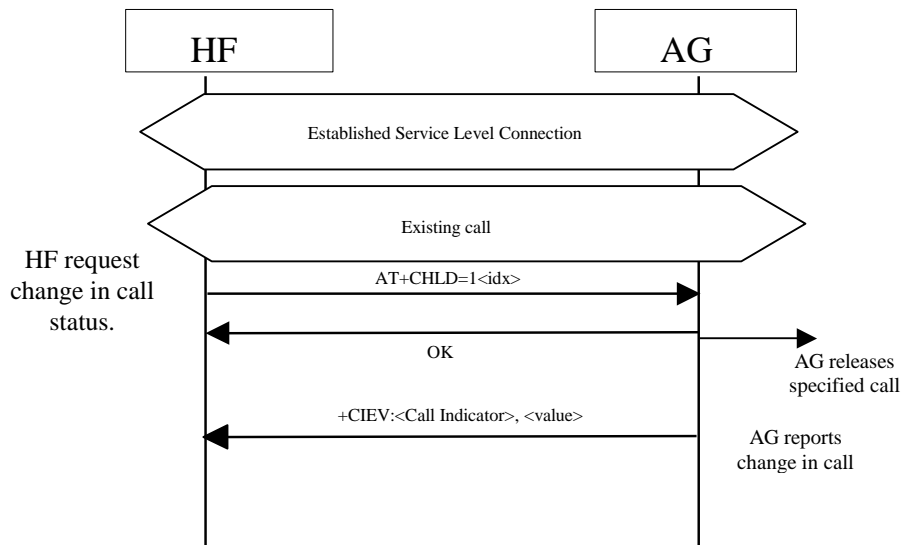 HF
AG
Established Service Level Connection
Existing call
HF request
change in call
status.
AT+CHLD=1<idx>
OK
AG releases
specified call
+CIEV:<Call Indicator>, <value>
AG reports
change in call